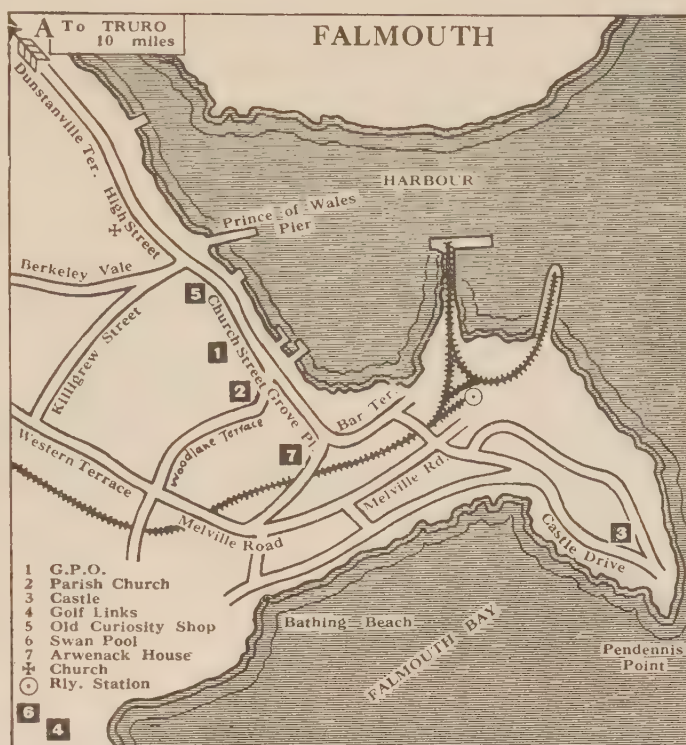 A To TRURO
10 miles
FALMOUTH
Dunstanville Ter.
HARBOUR
High Street
Prince of Wales
Pier
Berkeley Vale
5
Church Street
Killigrew Street
1
2
Grove Pl.
Bar Ter.
Woodlane Terrace
Western Terrace
7
Melville Rd.
Melville Road
3
Castle Drive
1 G.P.O.
2 Parish Church
3 Castle
4 Golf Links
5 Old Curiosity Shop
6 Swan Pool
7 Arwenack House
Church
Rly. Station
Bathing Beach
FALMOUTH BAY
Pendennis
Point
6
4